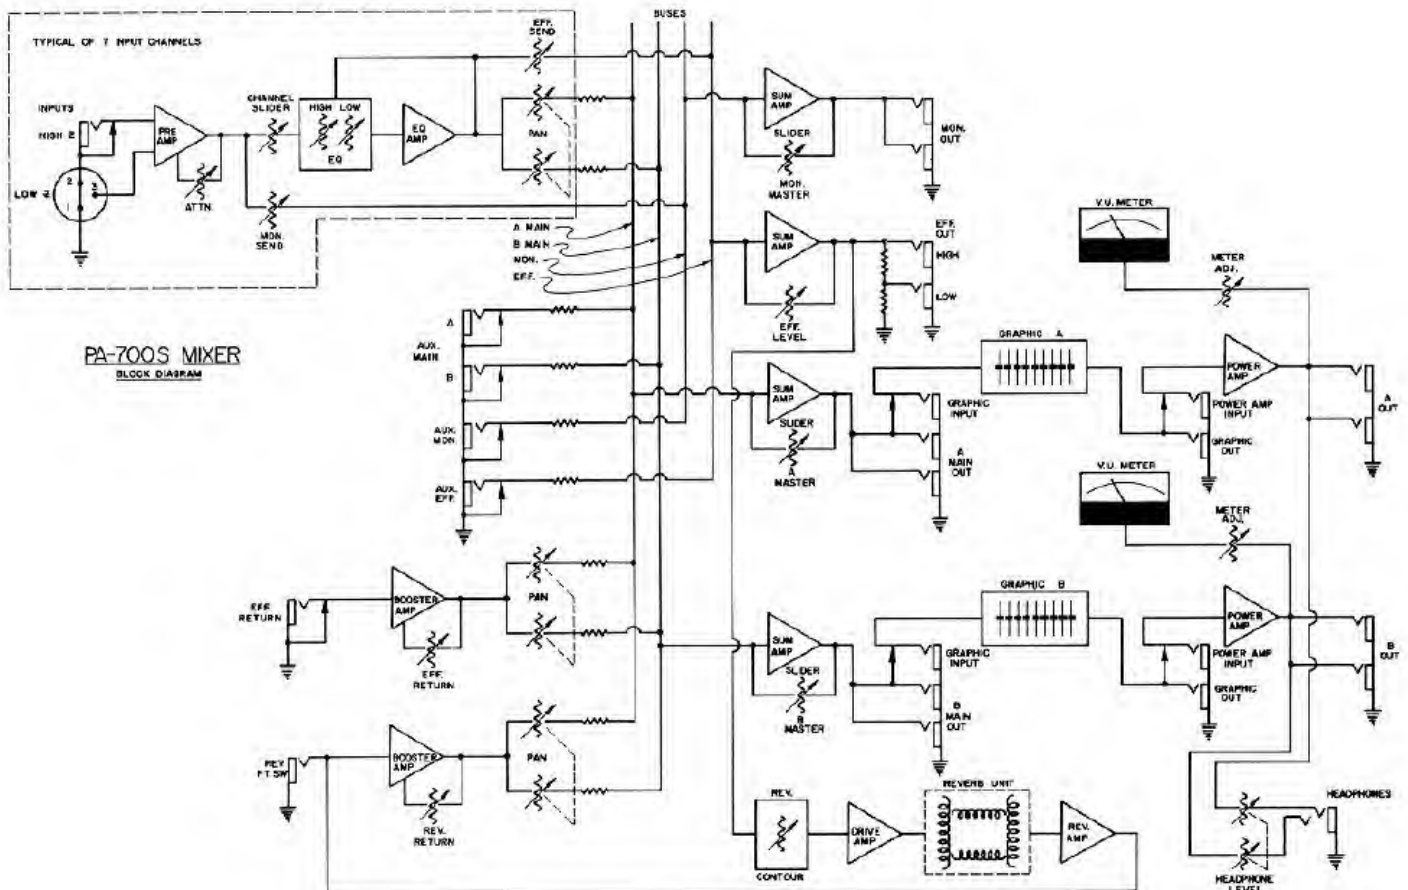 BUSES
TYPICAL OF 7 INPUT CHANNELS
EFF.
SEND
INPUTS
HIGH Z
LOW Z
2
3
1
PRE
AMP
ATTN.
CHANNEL
SLIDER
HIGH LOW
EQ
EQ
AMP
PAN
MON.
SEND
A MAIN
B MAIN
MON.
EFF.
SUM
AMP
SLIDER
MON.
MASTER
MON.
OUT
SUM
AMP
EFF.
LEVEL
EFF.
OUT
HIGH
LOW
V.U. METER
METER
ADJ.
PA-700S MIXER
BLOCK DIAGRAM
A
AUX.
MAIN
B
AUX.
MON.
AUX.
EFF.
SUM
AMP
SLIDER
A
MASTER
GRAPHIC
INPUT
A
MAIN
OUT
GRAPHIC A
POWER
AMP
POWER AMP
INPUT
GRAPHIC
OUT
A
OUT
V.U. METER
METER
ADJ.
EFF.
RETURN
BOOSTER
AMP
EFF.
RETURN
PAN
SUM
AMP
SLIDER
B
MASTER
GRAPHIC
INPUT
B
MAIN
OUT
GRAPHIC B
POWER
AMP
POWER AMP
INPUT
GRAPHIC
OUT
B
OUT
REV.
FT SW
BOOSTER
AMP
REV.
RETURN
PAN
REV.
CONTOUR
DRIVE
AMP
REVERB UNIT
REV.
AMP
HEADPHONES
HEADPHONE
LEVEL